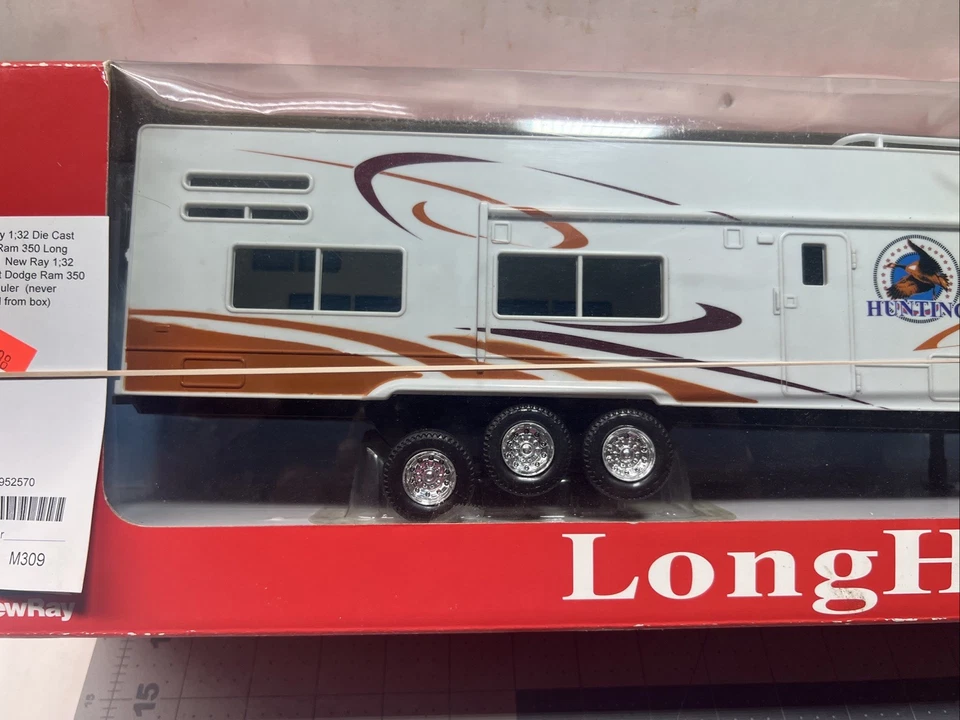 y 1;32 Die Cast
Ram 350 Long
New Ray 1;32
t Dodge Ram 350
uler (never
l from box)
98
952570
r
M309
ewRay
HUNTING
LongH
15